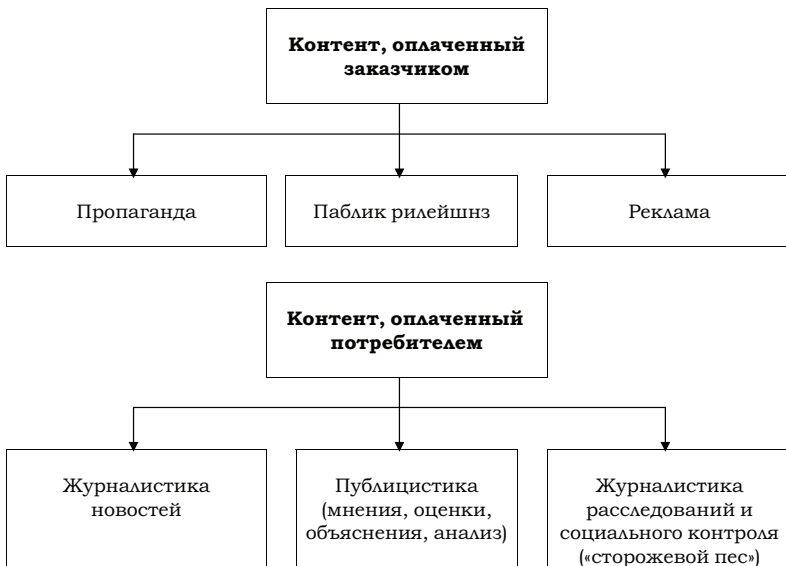 Контент, оплаченный
заказчиком
Пропаганда
Паблик рилейшнз
Реклама
Контент, оплаченный
потребителем
Журналистика
новостей
Публицистика
(мнения, оценки,
объяснения, анализ)
Журналистика
расследований и
социального контроля
(«сторожевой пес»)